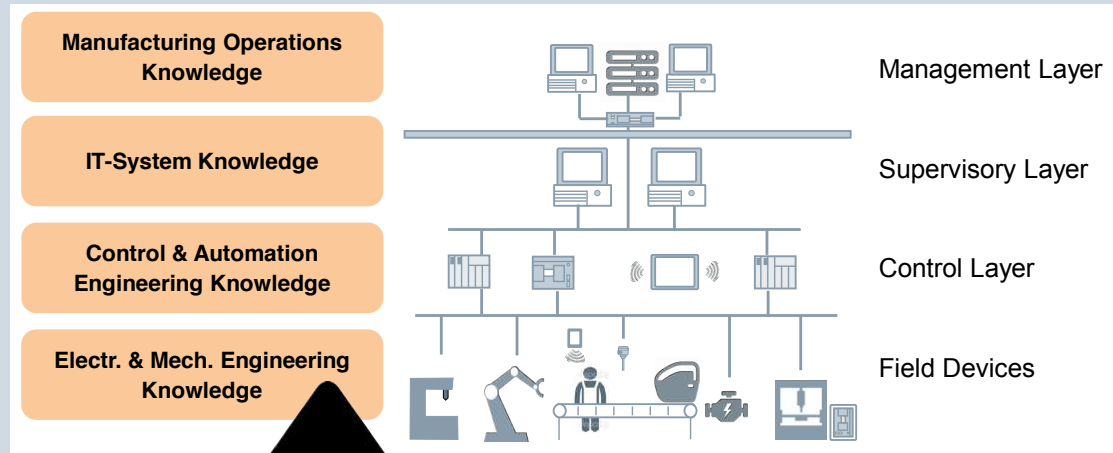 Manufacturing Operations
Knowledge
Management Layer
IT-System Knowledge
Supervisory Layer
Control & Automation
Engineering Knowledge
Control Layer
Electr. & Mech. Engineering
Knowledge
Field Devices